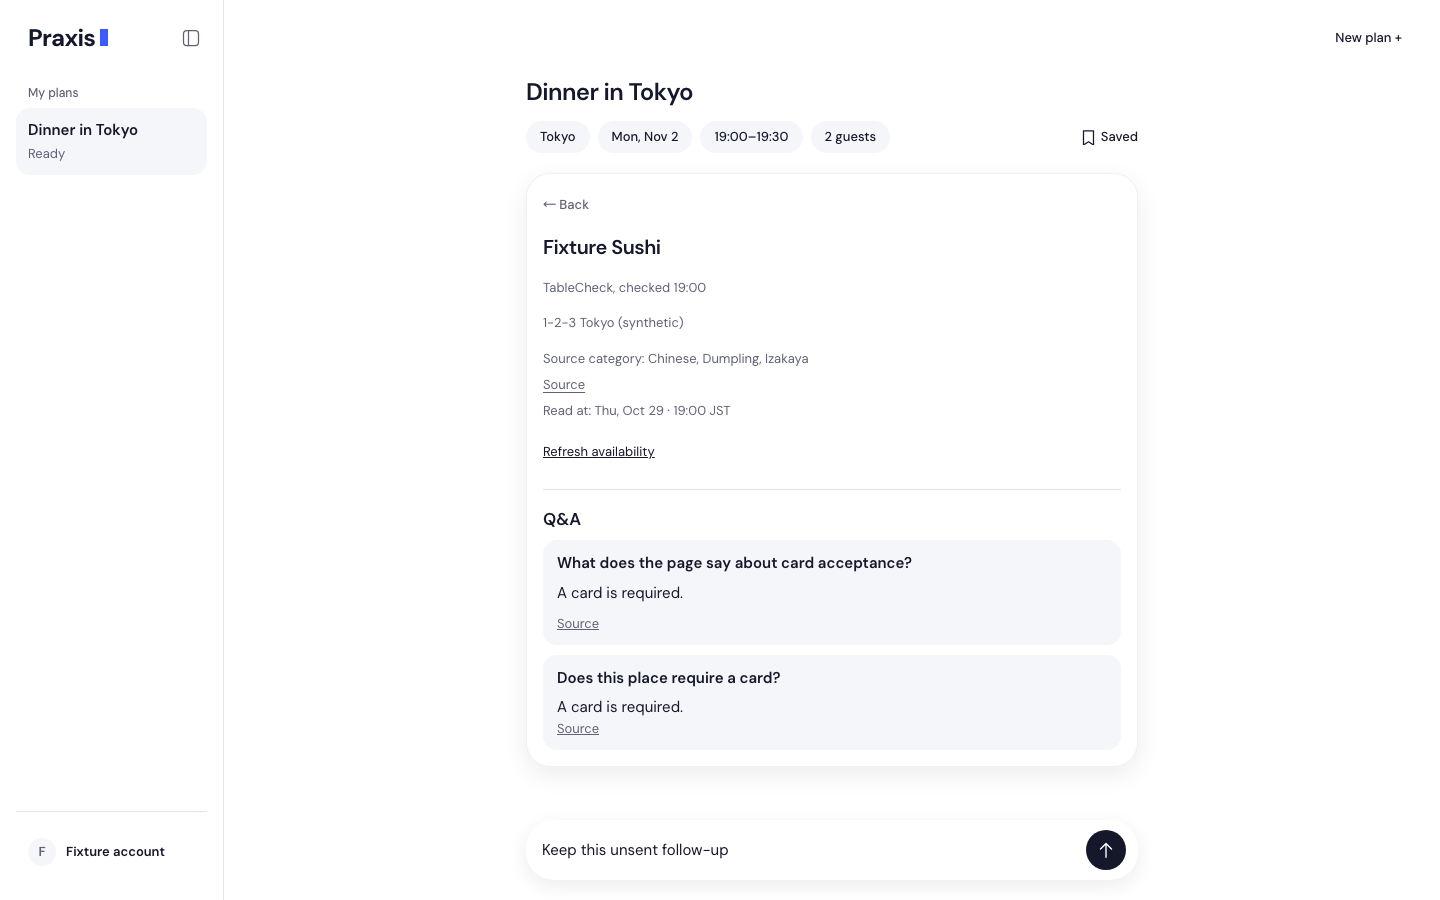 Praxis
New plan +
My plans
Dinner in Tokyo
Ready
Dinner in Tokyo
Tokyo
Mon, Nov 2
19:00–19:30
2 guests
Saved
← Back
Fixture Sushi
TableCheck, checked 19:00
1-2-3 Tokyo (synthetic)
Source category: Chinese, Dumpling, Izakaya
Source
Read at: Thu, Oct 29 · 19:00 JST
Refresh availability
Q&A
What does the page say about card acceptance?
A card is required.
Source
Does this place require a card?
A card is required.
Source
Keep this unsent follow-up
F
Fixture account